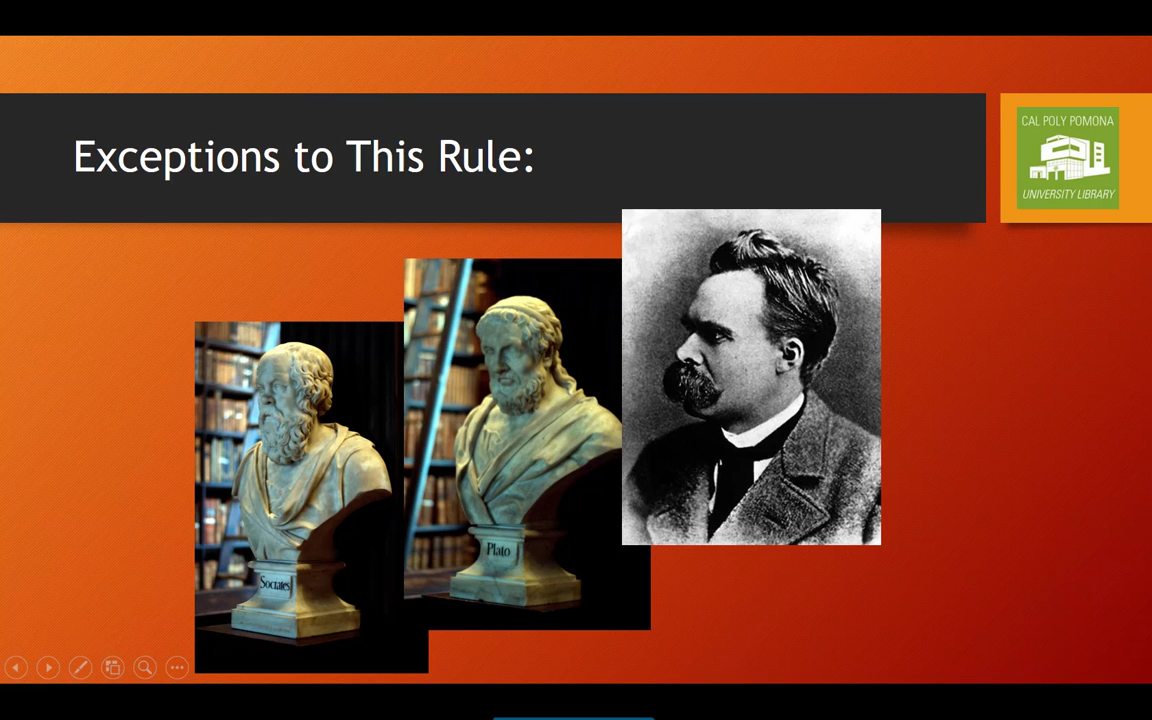 Exceptions to This Rule:
CAL POLY POMONA
UNIVERSITY LIBRARY
Socrates
Plato